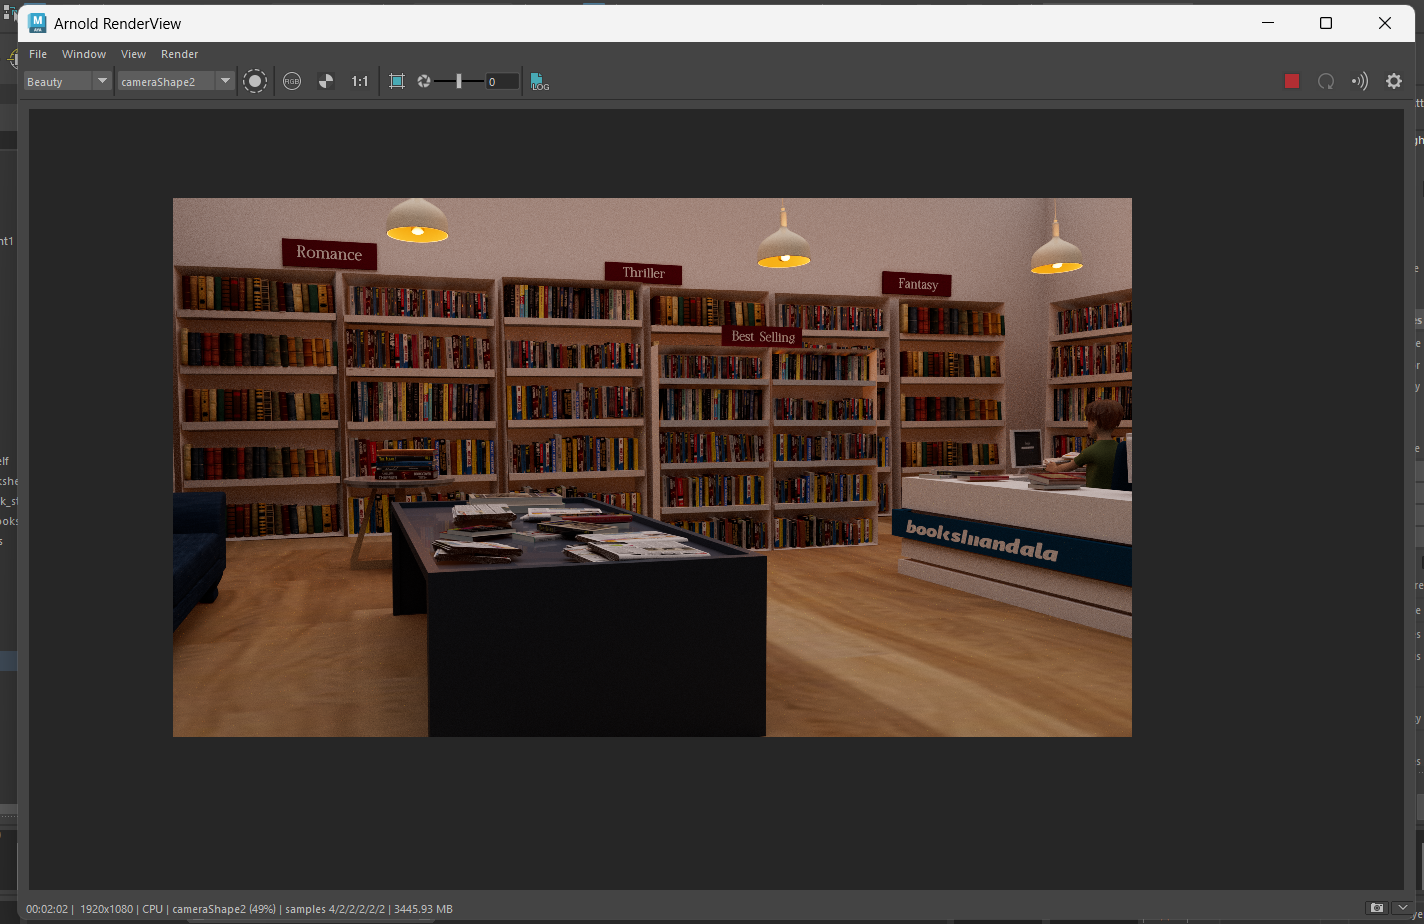 Arnold RenderView
File Window View Render
Beauty cameraShape2 RGB 1:1 0 LOG
Romance
Thriller
Fantasy
Best Selling
00:02:02 | 1920x1080 | CPU | cameraShape2 (49%) | samples 4/2/2/2/2/2 | 3445.93 MB